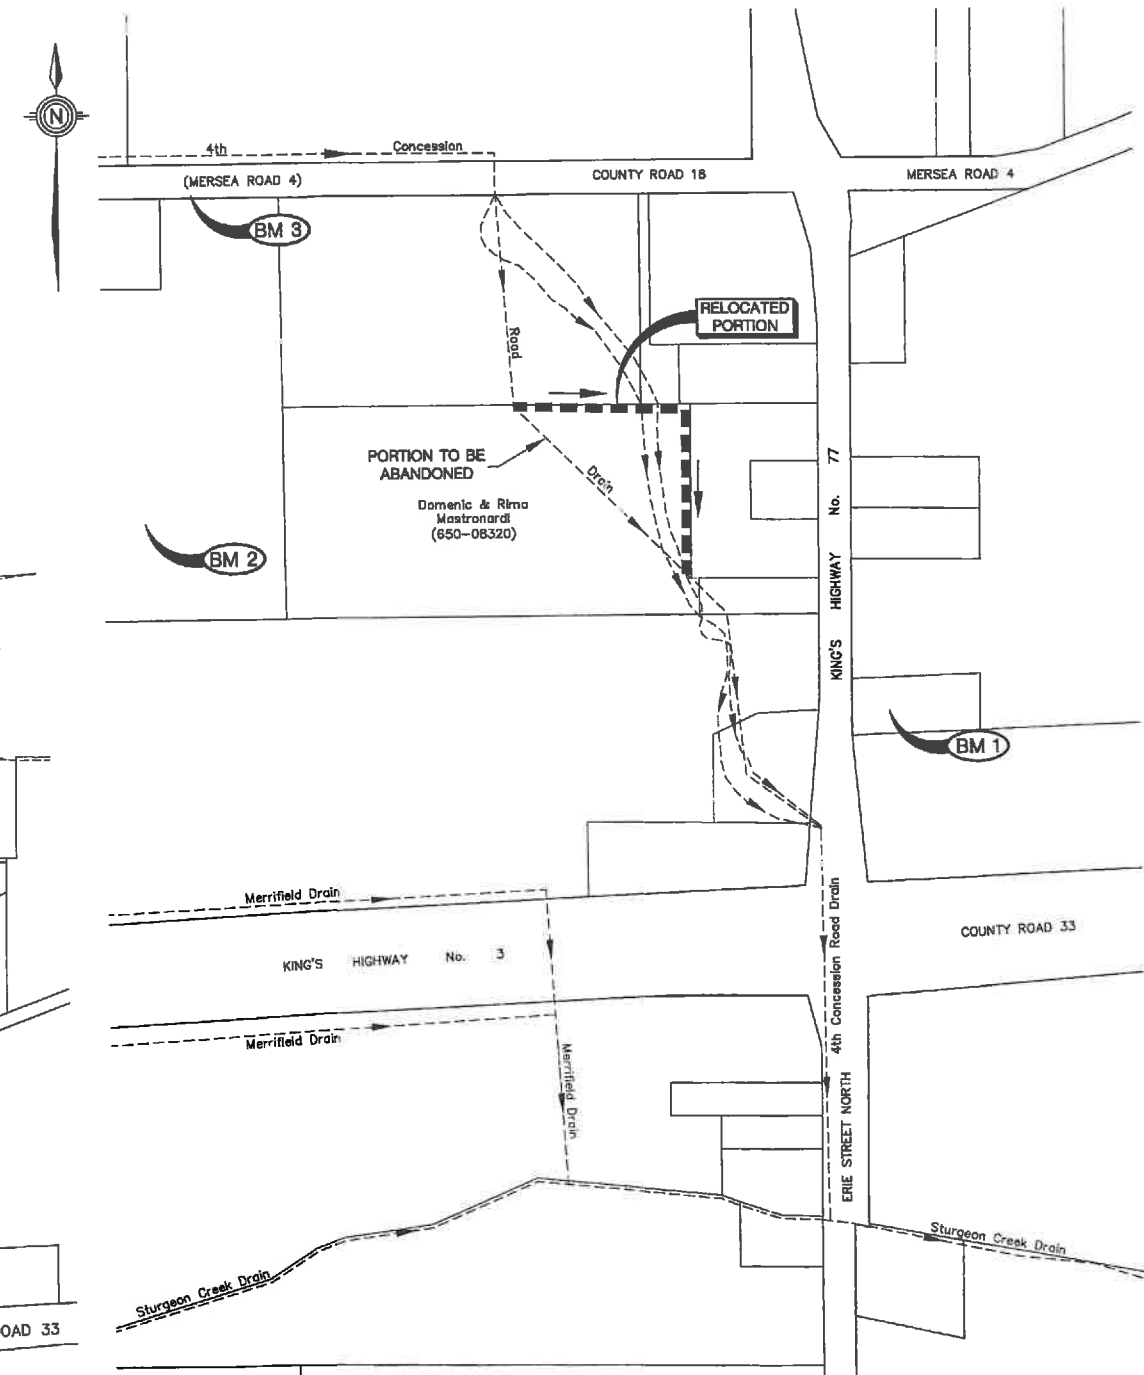 N
4th Concession
(MERSEA ROAD 4)
COUNTY ROAD 18
MERSEA ROAD 4
BM 3
RELOCATED
PORTION
Road
PORTION TO BE
ABANDONED
Drain
Domenic & Rima
Mastronardi
(650-08320)
BM 2
KING'S HIGHWAY No. 77
BM 1
Merrifield Drain
KING'S HIGHWAY No. 3
COUNTY ROAD 33
4th Concession Road Drain
Merrifield Drain
Merrifield Drain
ERIE STREET NORTH
Sturgeon Creek Drain
Sturgeon Creek Drain
OAD 33